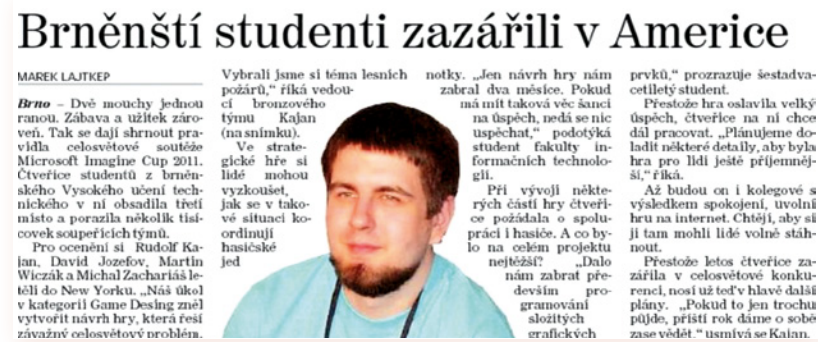 Brněnští studenti zazářili v Americe
MAREK LAJTKEP
Brno – Dvě mouchy jednou
ranou. Zábava a užitek záro-
veň. Tak se dají shrnout pra-
vidla celosvětové soutěže
Microsoft Imagine Cup 2011.
Čtveřice studentů z brněn-
ského Vysokého učení tech-
nického v ní obsadila třetí
místo a porazila několik tisí-
covek soupeřících týmů.
Pro ocenění si Rudolf Ka-
jan, David Jozefov, Martin
Wiczák a Michal Zachariáš le-
těli do New Yorku. „Náš úkol
v kategorii Game Desing zněl
vytvořit návrh hry, která řeší
závažný celosvětový problém.
Vybrali jsme si téma lesních
požárů,“ říká vedou-
cí bronzového
týmu Kajan
(na snímku).
Ve strate-
gické hře si
lidé mohou
vyzkoušet,
jak se v tako-
vé situaci ko-
ordinují
hasičské
jed
notky. „Jen návrh hry nám
zabral dva měsíce. Pokud
má mít taková věc šanci
na úspěch, nedá se nic
uspěchat,“ podotýká
student fakulty in-
formačních technolo-
gií.
Při vývoji někte-
rých částí hry čtveři-
ce požádala o spolu-
práci i hasiče. A co by-
lo na celém projektu
nejtěžší? „Dalo
nám zabrat pře-
devším pro-
gramování
složitých
grafických
prvků,“ prozrazuje šestadva-
cetiletý student.
Přestože hra oslavila velký
úspěch, čtveřice na ní chce
dál pracovat. „Plánujeme do-
ladit některé detaily, aby byla
hra pro lidi ještě příjemněj-
ší,“ říká.
Až budou on i kolegové s
výsledkem spokojení, uvolní
hru na internet. Chtějí, aby si
ji tam mohli lidé volně stáh-
nout.
Přestože letos čtveřice za-
zářila v celosvětové konku-
renci, nosí už teď v hlavě další
plány. „Pokud to jen trochu
půjde, příští rok dáme o sobě
zase vědět,“ usmívá se Kajan.